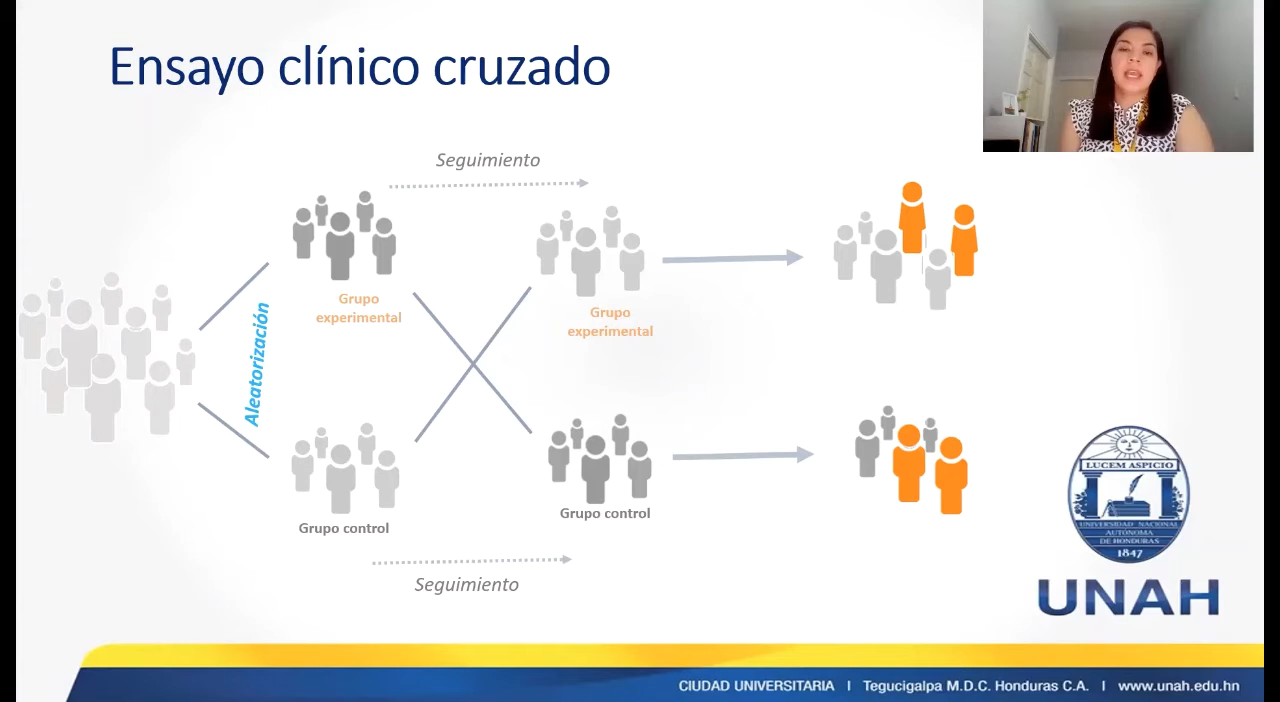 Ensayo clínico cruzado
Seguimiento
Grupo
experimental
Grupo
experimental
Aleatorización
Grupo control
Grupo control
Seguimiento
LUCEM ASPICIO
UNIVERSIDAD NACIONAL
AUTÓNOMA
DE HONDURAS
1847
UNAH
CIUDAD UNIVERSITARIA I Tegucigalpa M.D.C. Honduras C.A. I www.unah.edu.hn